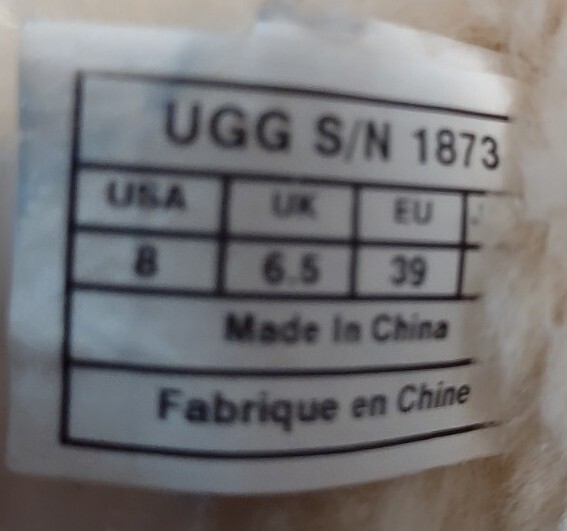 UGG S/N 1873
USA UK EU
8 6.5 39
Made In China
Fabrique en Chine